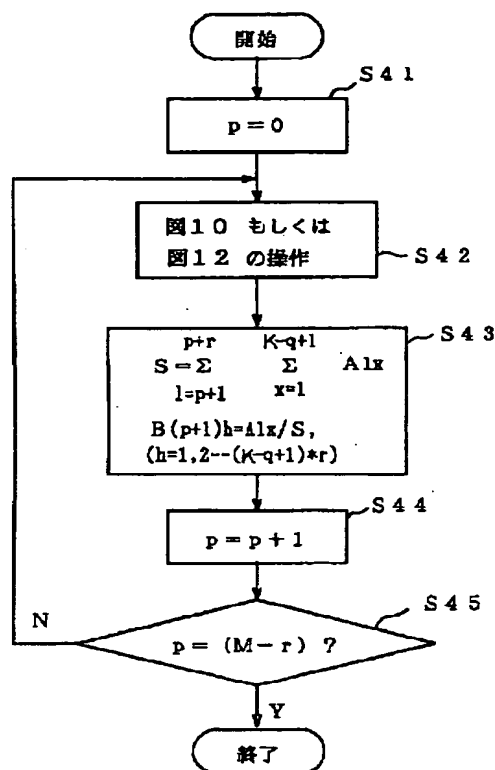 開始
S41
p=0
図10 もしくは
図12 の操作
S42
S43
p+r K-q+1
S=Σ Σ Alx
l=p+1 x=1
B(p+1)h=Alx/S,
(h=1,2--(K-q+1)*r)
S44
p=p+1
S45
N
p=(M-r) ?
Y
終了